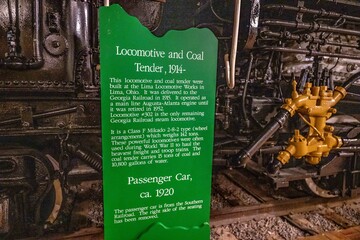 Locomotive and Coal
Tender, 1914-
This locomotive and coal tender were
built at the Lima Locomotive Works in
Lima, Ohio. It was delivered to the
Georgia Railroad in 1915. It operated as
a main line Augusta-Atlanta engine until
it was retired in 1952.
Locomotive #302 is the only remaining
Georgia Railroad steam locomotive.
It is a Class F Mikado 2-8-2 type (wheel
arrangement) which weighs 142 tons.
These powerful locomotives were often
used during World War II to haul the
heaviest freight and troop trains. The
coal tender carries 15 tons of coal and
10,800 gallons of water.
Passenger Car,
ca. 1920
The passenger car is from the Southern
Railroad. The right side of the seating
has been removed.